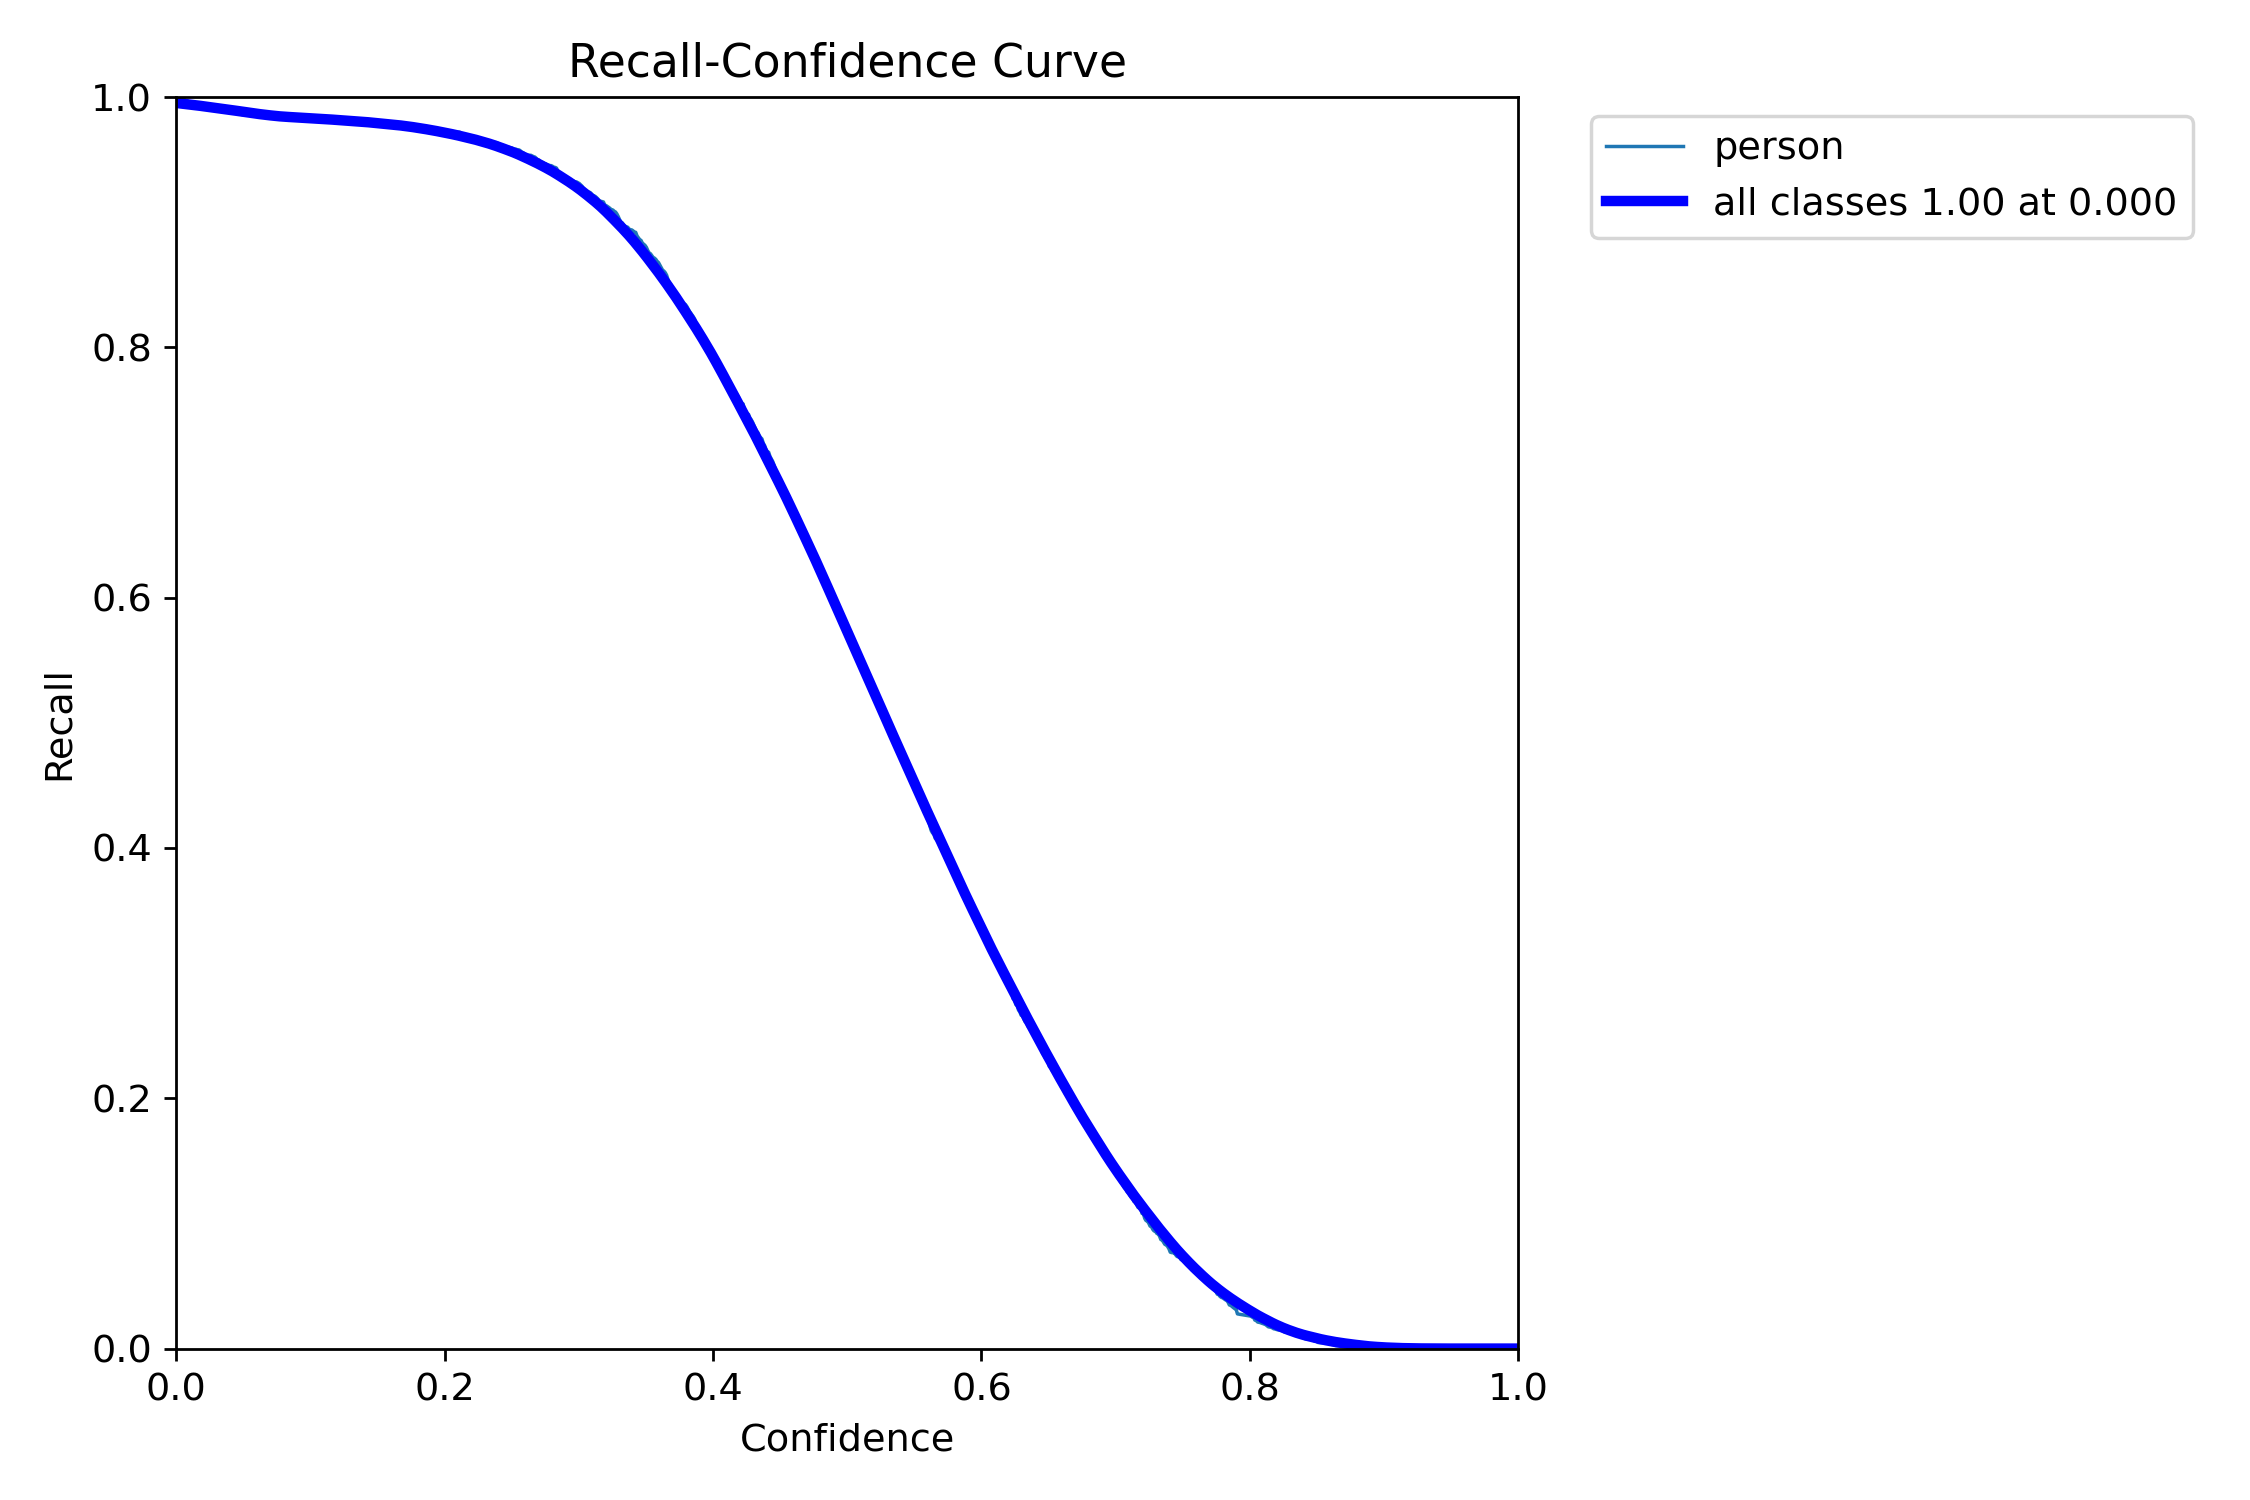 Recall-Confidence Curve
1.0
0.8
0.6
0.4
0.2
0.0
Recall
0.0 0.2 0.4 0.6 0.8 1.0
Confidence
person
all classes 1.00 at 0.000